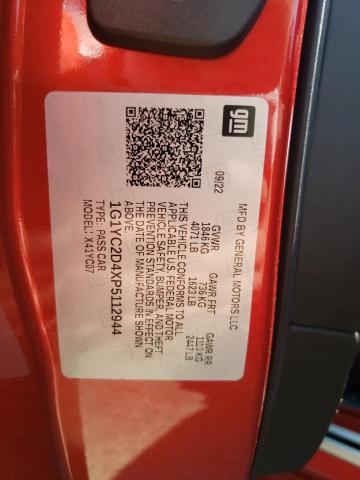 gm
MFD BY GENERAL MOTORS LLC
09/22
GVWR GAWR FRT GAWR RR
1846 KG 736 KG 1110 KG
4071 LB 1623 LB 2447 LB
THIS VEHICLE CONFORMS TO ALL
APPLICABLE U.S. FEDERAL MOTOR
VEHICLE SAFETY, BUMPER, AND THEFT
PREVENTION STANDARDS IN EFFECT ON
THE DATE OF MANUFACTURE SHOWN
ABOVE.
1G1YC2D4XP5112944
TYPE: PASS CAR
MODEL: X41YC07